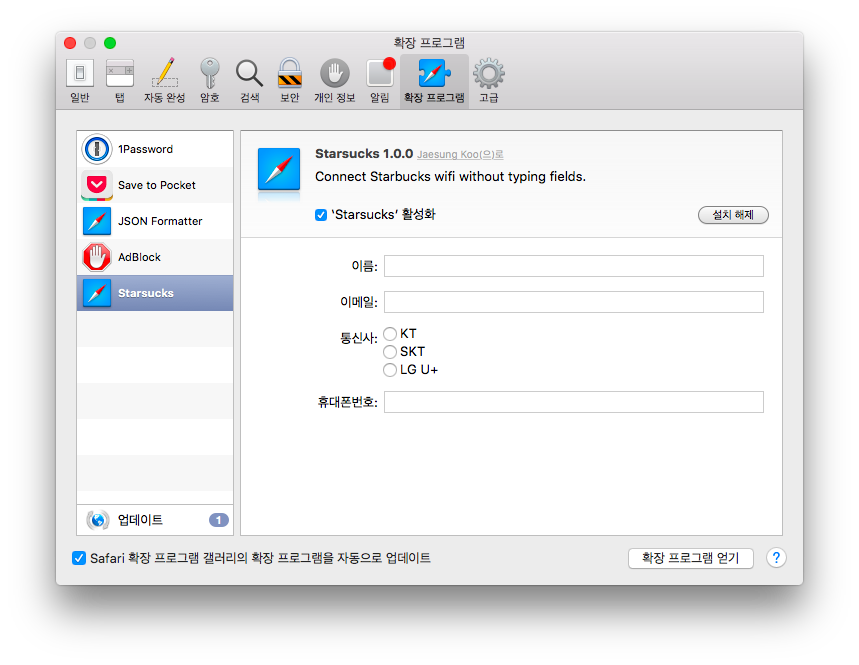 확장 프로그램
일반 탭 자동 완성 암호 검색 보안 개인 정보 알림 확장 프로그램 고급
1Password
Save to Pocket
JSON Formatter
AdBlock
Starsucks
업데이트 1
Starsucks 1.0.0 Jaesung Koo(으)로
Connect Starbucks wifi without typing fields.
'Starsucks' 활성화 설치 해제
이름:
이메일:
통신사: KT
SKT
LG U+
휴대폰번호:
Safari 확장 프로그램 갤러리의 확장 프로그램을 자동으로 업데이트 확장 프로그램 얻기 ?